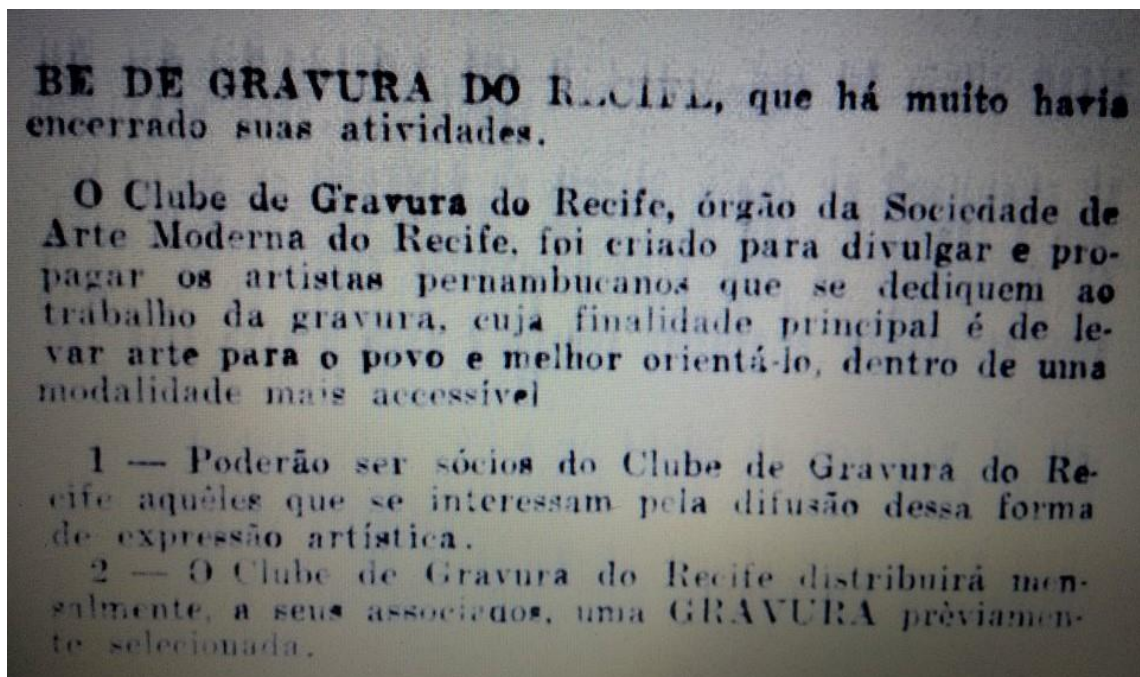 BE DE GRAVURA DO RECIFE, que há muito havia
encerrado suas atividades.
O Clube de Gravura do Recife, órgão da Sociedade de
Arte Moderna do Recife, foi criado para divulgar e pro-
pagar os artistas pernambucanos que se dediquem ao
trabalho da gravura, cuja finalidade principal é de le-
var arte para o povo e melhor orientá-lo, dentro de uma
modalidade mais accessível
1 — Poderão ser sócios do Clube de Gravura do Re-
cife aquêles que se interessam pela difusão dessa forma
de expressão artística.
2 — O Clube de Gravura do Recife distribuirá men-
salmente, a seus associados, uma GRAVURA prèviamen-
te selecionada.